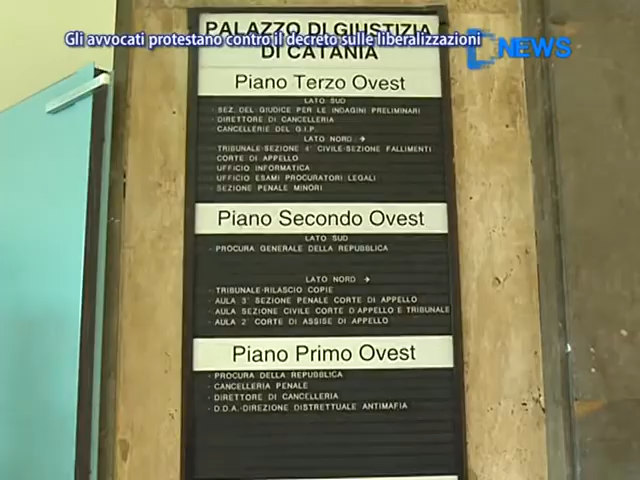 PALAZZO DI GIUSTIZIA
Gli avvocati protestano contro il decreto sulle liberalizzazioni
NEWS
DI CATANIA
Piano Terzo Ovest
LATO SUD
· SEZ. DEL GIUDICE PER LE INDAGINI PRELIMINARI
· DIRETTORE DI CANCELLERIA
CANCELLERIE DEL G.I.P.
LATO NORD →
· TRIBUNALE-SEZIONE 4° CIVILE-SEZIONE FALLIMENTI
CORTE DI APPELLO
· UFFICIO INFORMATICA
· UFFICIO ESAMI PROCURATORI LEGALI
· SEZIONE PENALE MINORI
Piano Secondo Ovest
LATO SUD
· PROCURA GENERALE DELLA REPUBBLICA
LATO NORD →
· TRIBUNALE-RILASCIO COPIE
· AULA 3° SEZIONE PENALE CORTE DI APPELLO
· AULA SEZIONE CIVILE CORTE D'APPELLO E TRIBUNALE
· AULA 2° CORTE DI ASSISE DI APPELLO
Piano Primo Ovest
· PROCURA DELLA REPUBBLICA
· CANCELLERIA PENALE
· DIRETTORE DI CANCELLERIA
· D.D.A.-DIREZIONE DISTRETTUALE ANTIMAFIA